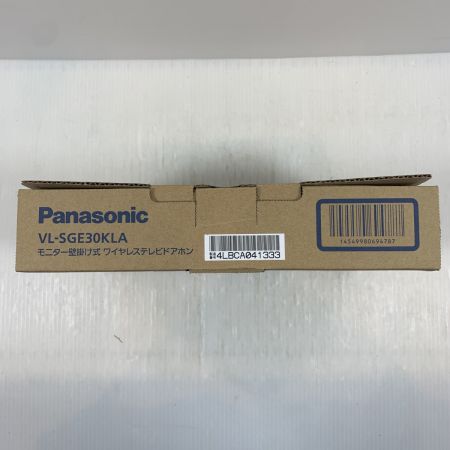 Panasonic
VL-SGE30KLA
モニター壁掛け式 ワイヤレステレビドアホン
4LBCA041333
14549980694787